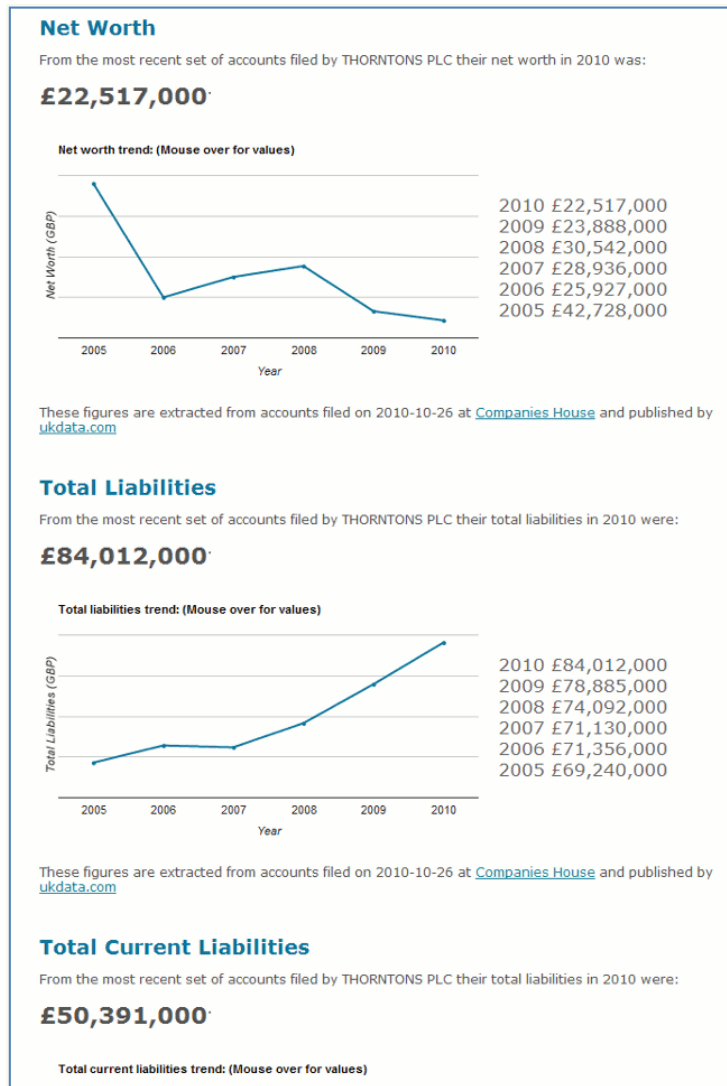 Net Worth
From the most recent set of accounts filed by THORNTONS PLC their net worth in 2010 was:
£22,517,000.
Net worth trend: (Mouse over for values)
Net Worth (GBP)
2010 £22,517,000
2009 £23,888,000
2008 £30,542,000
2007 £28,936,000
2006 £25,927,000
2005 £42,728,000
2005 2006 2007 2008 2009 2010
Year
These figures are extracted from accounts filed on 2010-10-26 at Companies House and published by
ukdata.com
Total Liabilities
From the most recent set of accounts filed by THORNTONS PLC their total liabilities in 2010 were:
£84,012,000.
Total liabilities trend: (Mouse over for values)
Total Liabilities (GBP)
2010 £84,012,000
2009 £78,885,000
2008 £74,092,000
2007 £71,130,000
2006 £71,356,000
2005 £69,240,000
2005 2006 2007 2008 2009 2010
Year
These figures are extracted from accounts filed on 2010-10-26 at Companies House and published by
ukdata.com
Total Current Liabilities
From the most recent set of accounts filed by THORNTONS PLC their total liabilities in 2010 were:
£50,391,000.
Total current liabilities trend: (Mouse over for values)